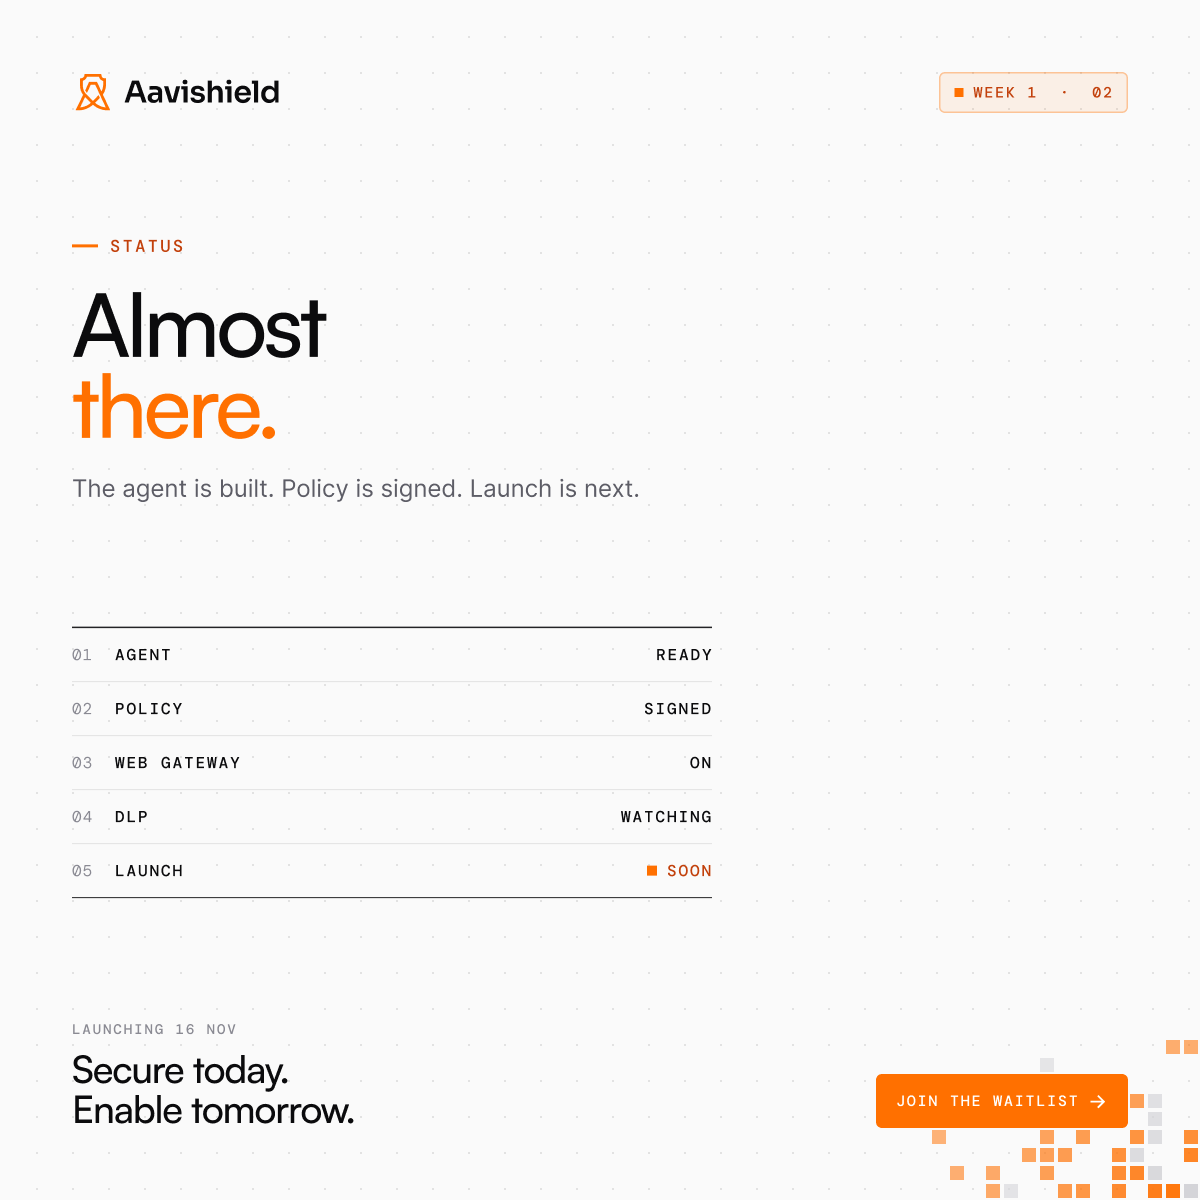 Aavishield
WEEK 1 · 02
STATUS
Almost
there.
The agent is built. Policy is signed. Launch is next.
01 AGENT READY
02 POLICY SIGNED
03 WEB GATEWAY ON
04 DLP WATCHING
05 LAUNCH SOON
LAUNCHING 16 NOV
Secure today.
Enable tomorrow.
JOIN THE WAITLIST →